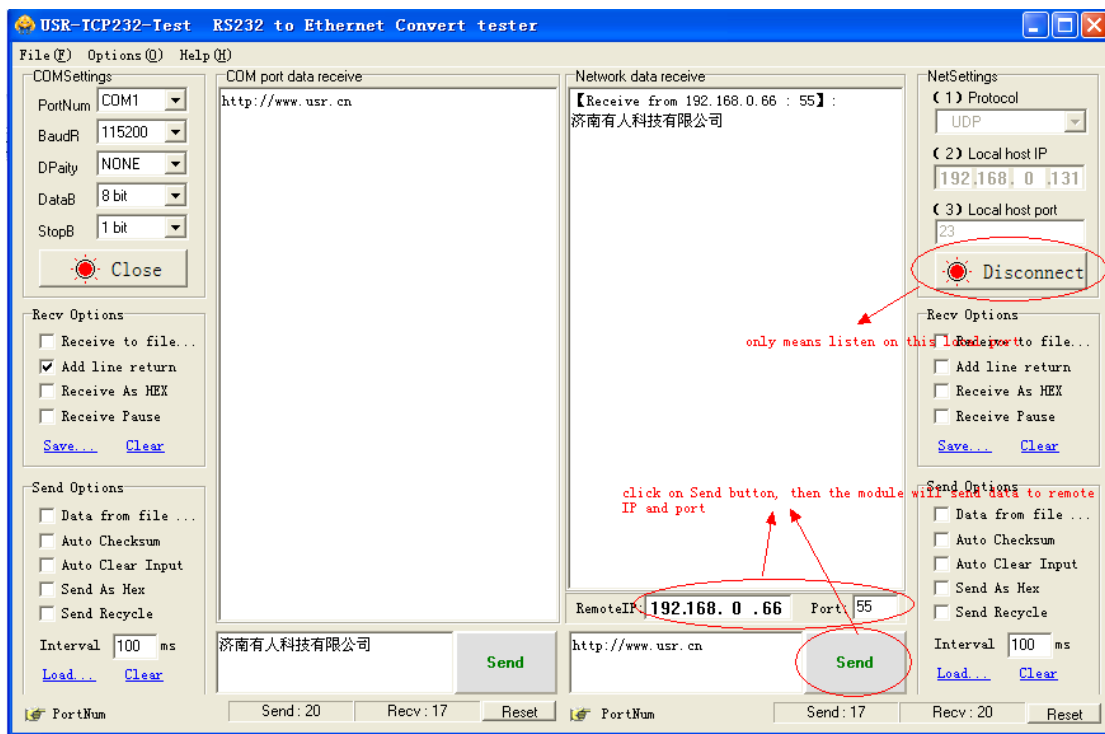 USR-TCP232-Test RS232 to Ethernet Convert tester
File(F) Options(O) Help(H)
COMSettings
PortNum COM1
BaudR 115200
DPaity NONE
DataB 8 bit
StopB 1 bit
Close
Recv Options
Receive to file...
Add line return
Receive As HEX
Receive Pause
Save... Clear
Send Options
Data from file ...
Auto Checksum
Auto Clear Input
Send As Hex
Send Recycle
Interval 100 ms
Load... Clear
COM port data receive
http://www.usr.cn
济南有人科技有限公司
Send
Network data receive
【Receive from 192.168.0.66 : 55】:
济南有人科技有限公司
only means listen on this local port
click on Send button, then the module will send data to remote
IP and port
RemoteIP: 192.168. 0 .66 Port: 55
http://www.usr.cn
Send
NetSettings
( 1 ) Protocol
UDP
( 2 ) Local host IP
192.168. 0 .131
( 3 ) Local host port
23
Disconnect
Recv Options
Receive to file...
Add line return
Receive As HEX
Receive Pause
Save... Clear
Send Options
Data from file ...
Auto Checksum
Auto Clear Input
Send As Hex
Send Recycle
Interval 100 ms
Load... Clear
PortNum Send : 20 Recv : 17 Reset
PortNum Send : 17 Recv : 20 Reset